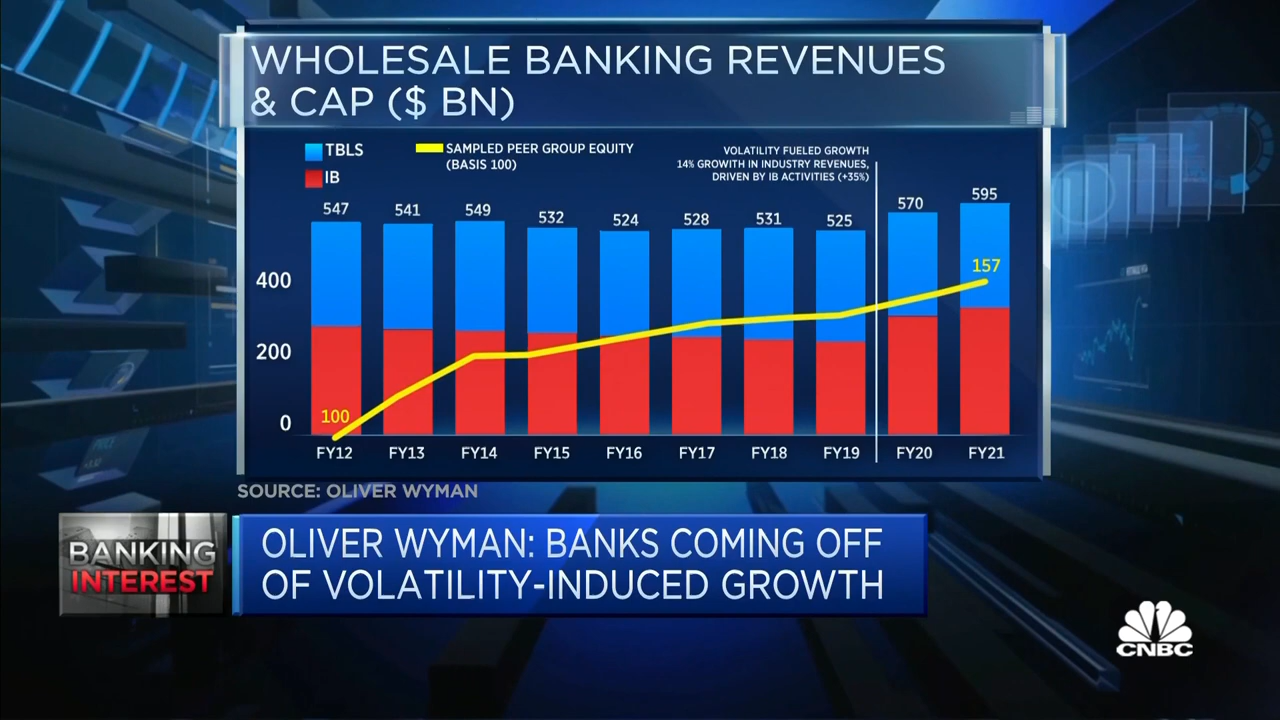 WHOLESALE BANKING REVENUES
& CAP ($ BN)
TBLS
IB
SAMPLED PEER GROUP EQUITY
(BASIS 100)
VOLATILITY FUELED GROWTH
14% GROWTH IN INDUSTRY REVENUES,
DRIVEN BY IB ACTIVITIES (+35%)
547 541 549 532 524 528 531 525 570 595
157
400
200
100
0
FY12 FY13 FY14 FY15 FY16 FY17 FY18 FY19 FY20 FY21
SOURCE: OLIVER WYMAN
BANKING
INTEREST
OLIVER WYMAN: BANKS COMING OFF
OF VOLATILITY-INDUCED GROWTH
CNBC